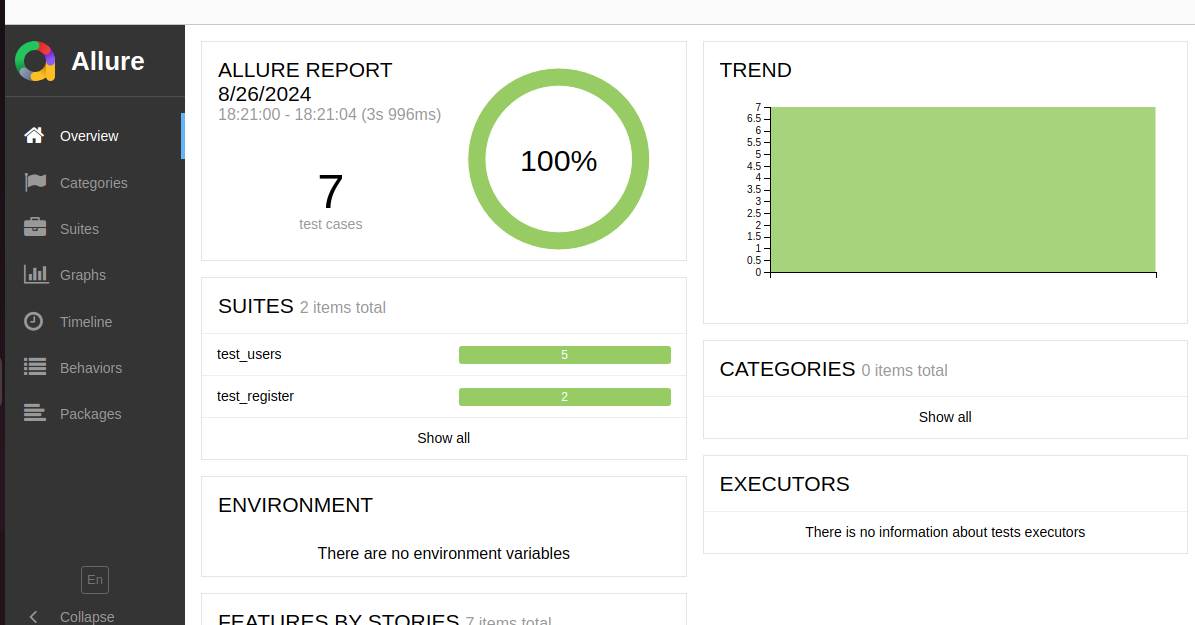 Allure
Overview
Categories
Suites
Graphs
Timeline
Behaviors
Packages
En
Collapse
ALLURE REPORT
8/26/2024
18:21:00 - 18:21:04 (3s 996ms)
7
test cases
100%
SUITES 2 items total
test_users 5
test_register 2
Show all
ENVIRONMENT
There are no environment variables
FEATURES BY STORIES 7 items total
TREND
7
6.5
6
5.5
5
4.5
4
3.5
3
2.5
2
1.5
1
0.5
0
CATEGORIES 0 items total
Show all
EXECUTORS
There is no information about tests executors